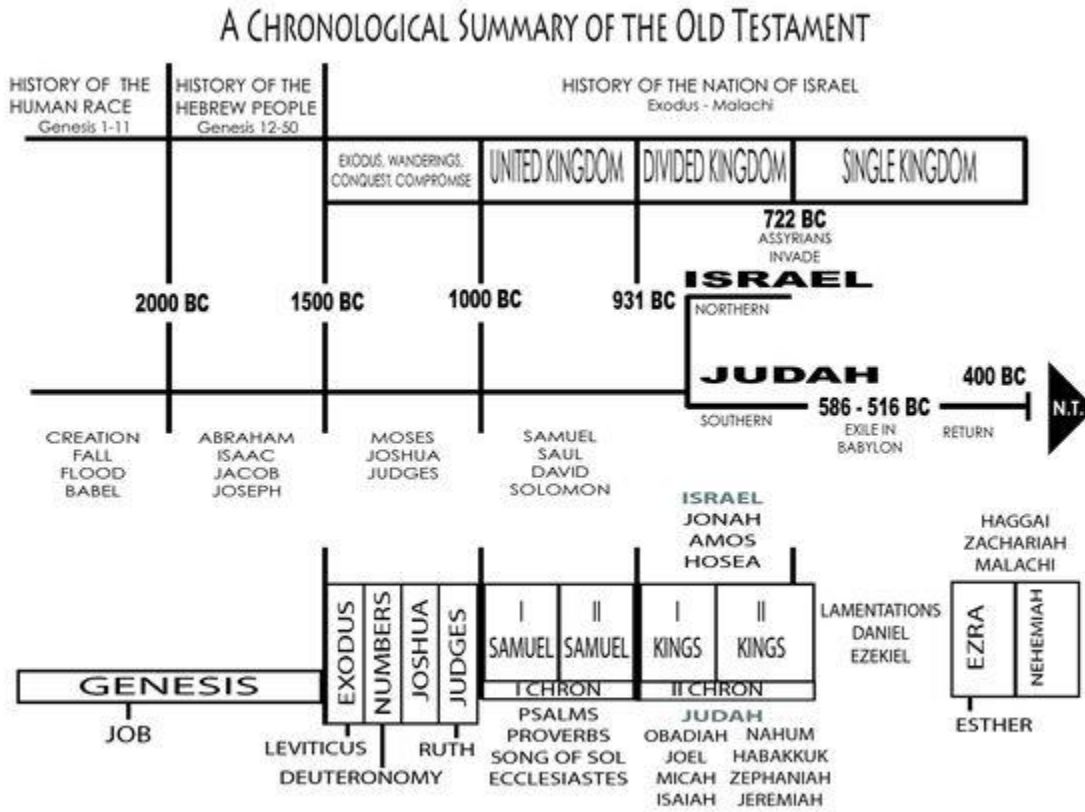 A CHRONOLOGICAL SUMMARY OF THE OLD TESTAMENT
HISTORY OF THE
HUMAN RACE
Genesis 1-11
HISTORY OF THE
HEBREW PEOPLE
Genesis 12-50
HISTORY OF THE NATION OF ISRAEL
Exodus - Malachi
EXODUS, WANDERINGS,
CONQUEST, COMPROMISE
UNITED KINGDOM
DIVIDED KINGDOM
SINGLE KINGDOM
722 BC
ASSYRIANS
INVADE
2000 BC
1500 BC
1000 BC
931 BC
ISRAEL
NORTHERN
JUDAH
SOUTHERN
586 - 516 BC
EXILE IN
BABYLON
RETURN
400 BC
N.T.
CREATION
FALL
FLOOD
BABEL
ABRAHAM
ISAAC
JACOB
JOSEPH
MOSES
JOSHUA
JUDGES
SAMUEL
SAUL
DAVID
SOLOMON
ISRAEL
JONAH
AMOS
HOSEA
GENESIS
JOB
EXODUS
NUMBERS
JOSHUA
JUDGES
LEVITICUS
DEUTERONOMY
RUTH
I
SAMUEL
II
SAMUEL
I CHRON
PSALMS
PROVERBS
SONG OF SOL
ECCLESIASTES
I
KINGS
II
KINGS
II CHRON
JUDAH
OBADIAH
JOEL
MICAH
ISAIAH
NAHUM
HABAKKUK
ZEPHANIAH
JEREMIAH
LAMENTATIONS
DANIEL
EZEKIEL
HAGGAI
ZACHARIAH
MALACHI
EZRA
NEHEMIAH
ESTHER